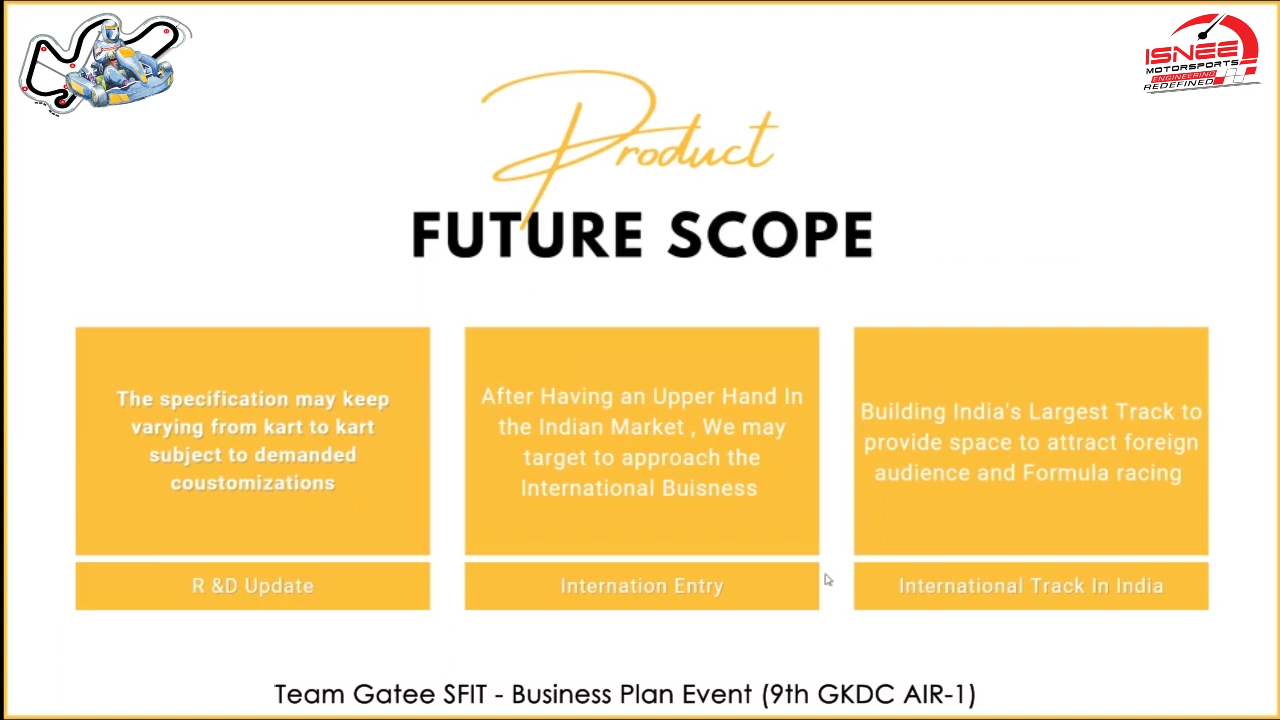 ISNEE
MOTORSPORTS
ENGINEERING
REDEFINED
Product
FUTURE SCOPE
The specification may keep
varying from kart to kart
subject to demanded
coustomizations
R &D Update
After Having an Upper Hand In
the Indian Market , We may
target to approach the
International Buisness
Internation Entry
Building India's Largest Track to
provide space to attract foreign
audience and Formula racing
International Track In India
Team Gatee SFIT - Business Plan Event (9th GKDC AIR-1)